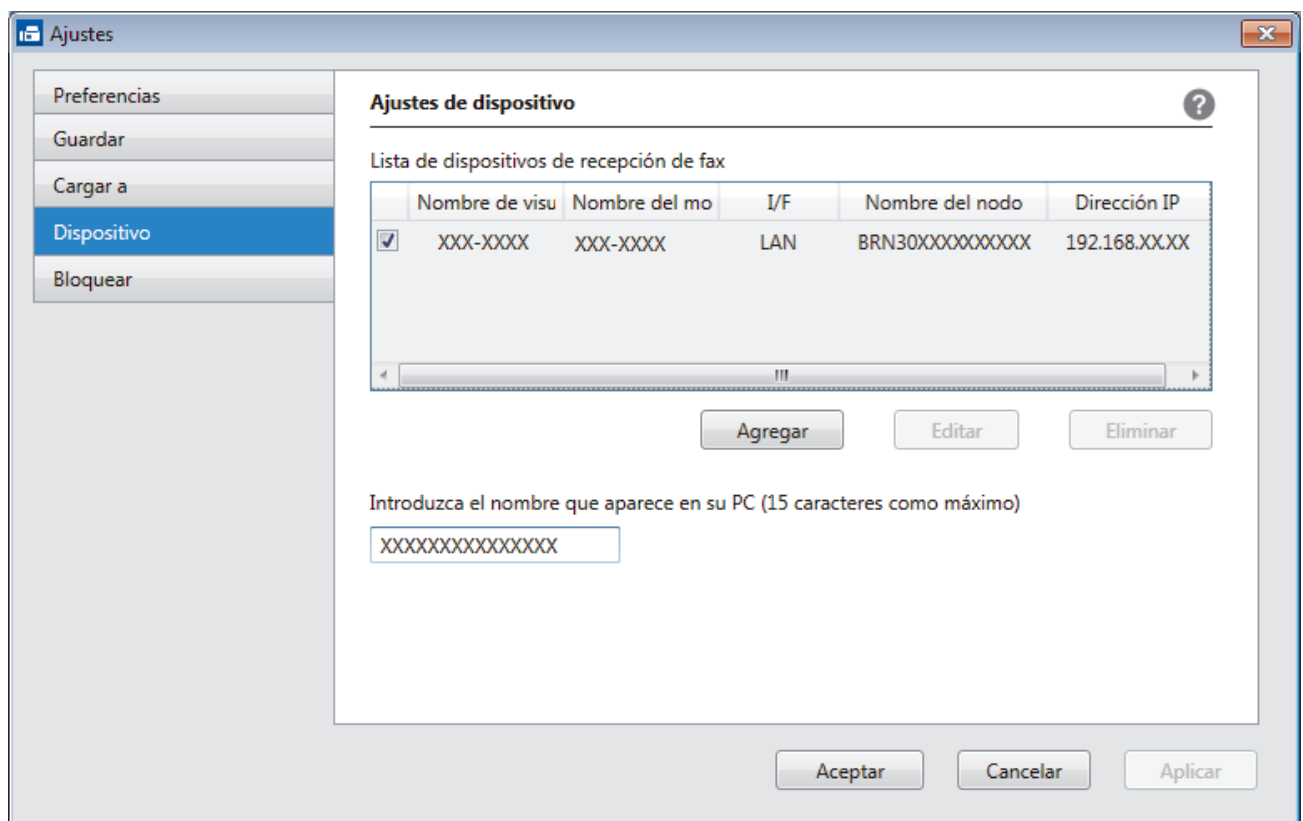 Ajustes
Preferencias
Guardar
Cargar a
Dispositivo
Bloquear
Ajustes de dispositivo
?
Lista de dispositivos de recepción de fax
Nombre de visu Nombre del mo I/F Nombre del nodo Dirección IP
XXX-XXXX XXX-XXXX LAN BRN30XXXXXXXXXX 192.168.XX.XX
Agregar Editar Eliminar
Introduzca el nombre que aparece en su PC (15 caracteres como máximo)
XXXXXXXXXXXXXXX
Aceptar Cancelar Aplicar